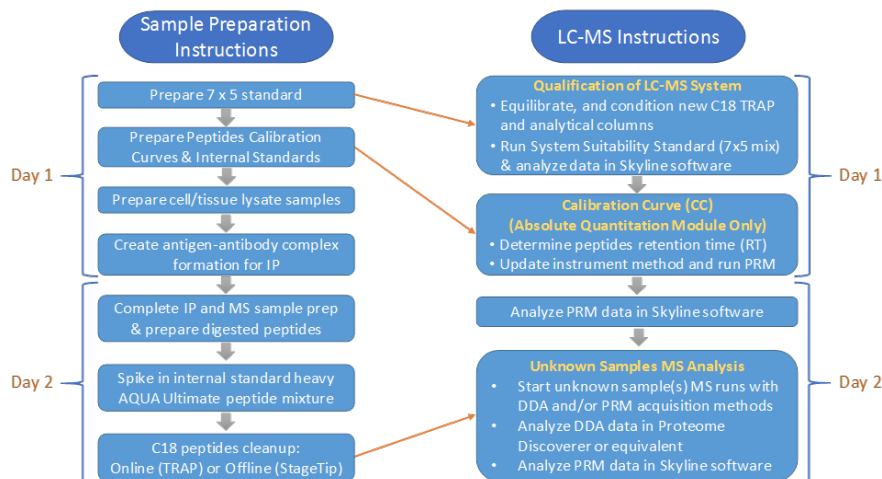 Sample Preparation
Instructions
Day 1
Prepare 7 x 5 standard
Prepare Peptides Calibration
Curves & Internal Standards
Prepare cell/tissue lysate samples
Create antigen-antibody complex
formation for IP
Day 2
Complete IP and MS sample prep
& prepare digested peptides
Spike in internal standard heavy
AQUA Ultimate peptide mixture
C18 peptides cleanup:
Online (TRAP) or Offline (StageTip)
LC-MS Instructions
Qualification of LC-MS System
• Equilibrate, and condition new C18 TRAP
and analytical columns
• Run System Suitability Standard (7x5 mix)
& analyze data in Skyline software
Day 1
Calibration Curve (CC)
(Absolute Quantitation Module Only)
• Determine peptides retention time (RT)
• Update instrument method and run PRM
Analyze PRM data in Skyline software
Day 2
Unknown Samples MS Analysis
• Start unknown sample(s) MS runs with
DDA and/or PRM acquisition methods
• Analyze DDA data in Proteome
Discoverer or equivalent
• Analyze PRM data in Skyline software